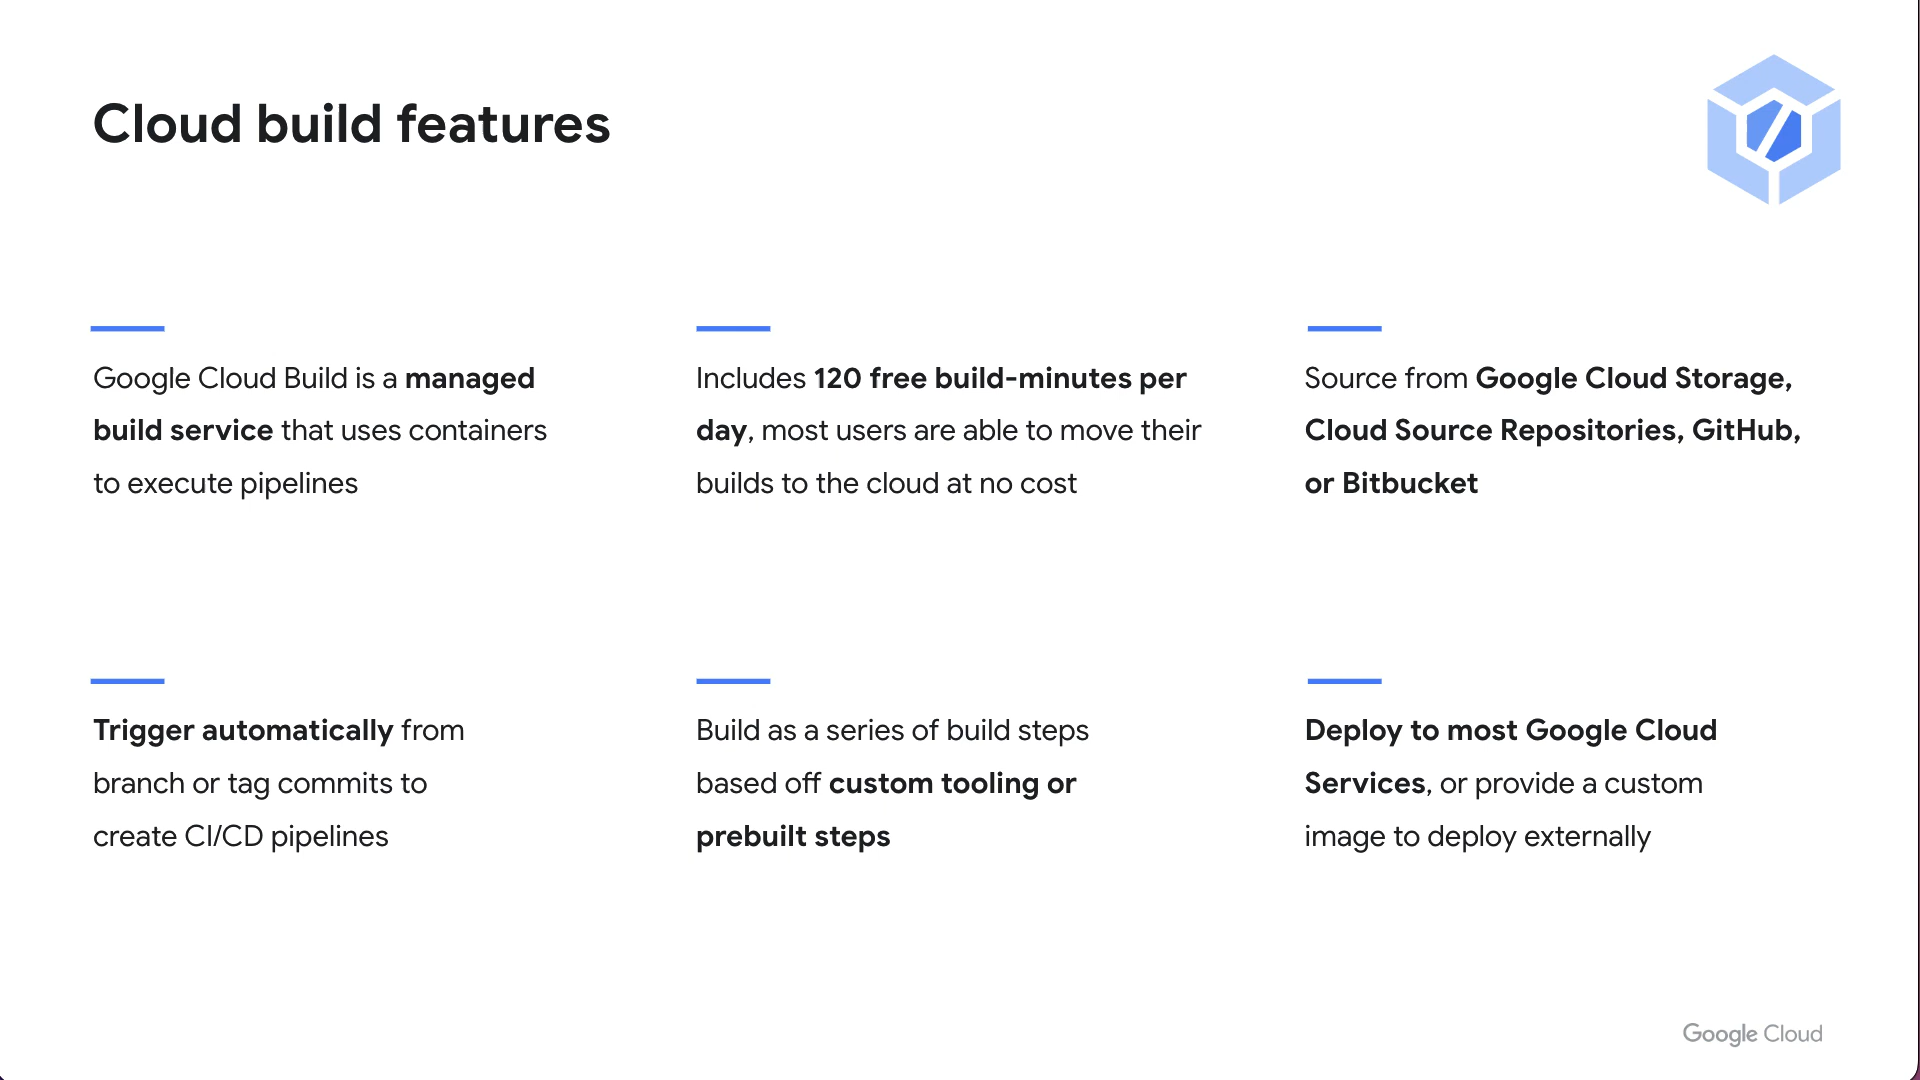 Cloud build features
Google Cloud Build is a managed
build service that uses containers
to execute pipelines
Includes 120 free build-minutes per
day, most users are able to move their
builds to the cloud at no cost
Source from Google Cloud Storage,
Cloud Source Repositories, GitHub,
or Bitbucket
Trigger automatically from
branch or tag commits to
create CI/CD pipelines
Build as a series of build steps
based off custom tooling or
prebuilt steps
Deploy to most Google Cloud
Services, or provide a custom
image to deploy externally
Google Cloud